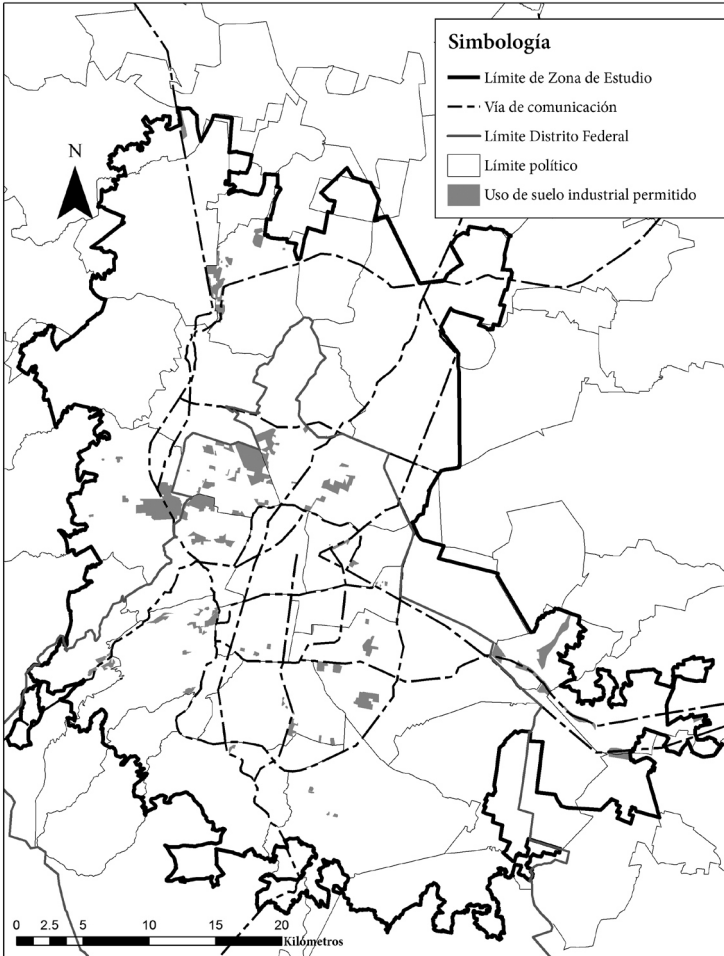 Simbología
Límite de Zona de Estudio
Vía de comunicación
Límite Distrito Federal
Límite político
Uso de suelo industrial permitido
N
0 2.5 5 10 15 20
Kilómetros